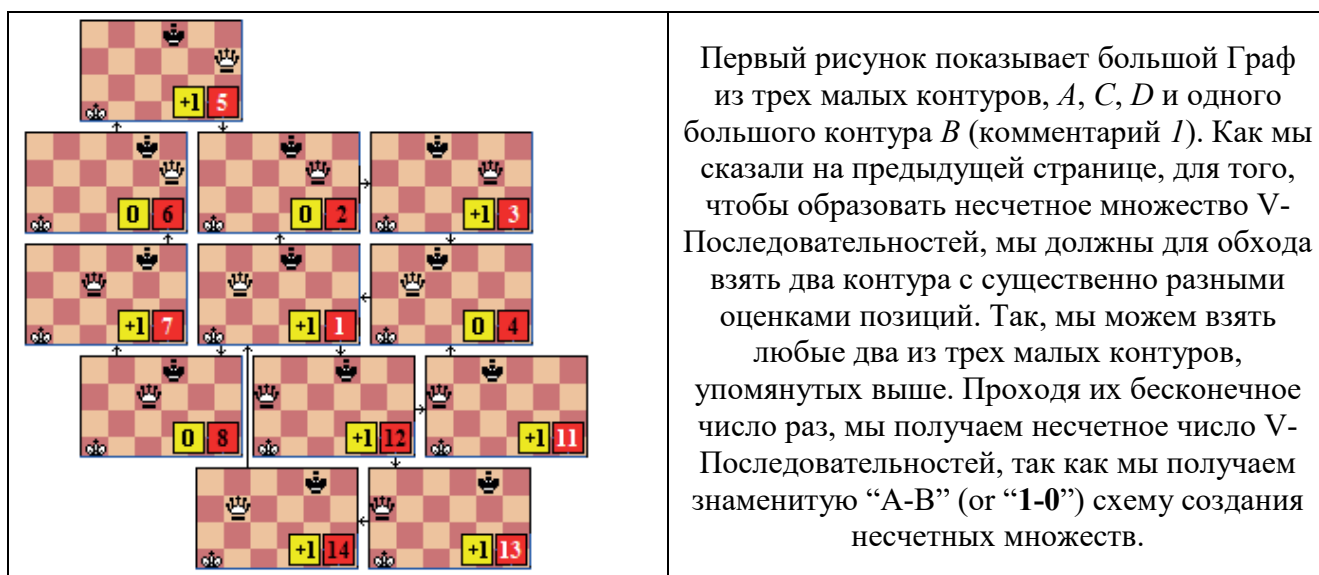 +1 5
0 6 0 2 +1 3
+1 7 +1 1 0 4
0 8 +1 12 +1 11
+1 14 +1 13
Первый рисунок показывает большой Граф
из трех малых контуров, A, C, D и одного
большого контура B (комментарий 1). Как мы
сказали на предыдущей странице, для того,
чтобы образовать несчетное множество V-
Последовательностей, мы должны для обхода
взять два контура с существенно разными
оценками позиций. Так, мы можем взять
любые два из трех малых контуров,
упомянутых выше. Проходя их бесконечное
число раз, мы получаем несчетное число V-
Последовательностей, так как мы получаем
знаменитую “A-B” (or “1-0”) схему создания
несчетных множеств.